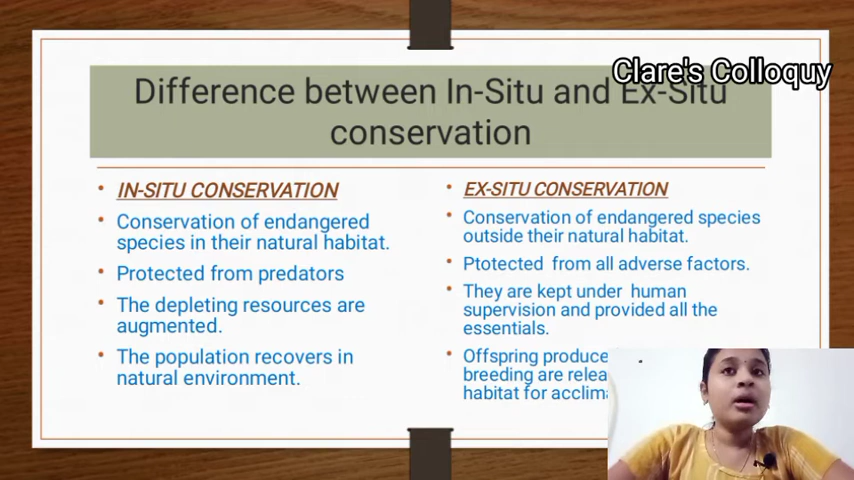 Clare's Colloquy
Difference between In-Situ and Ex-Situ
conservation
• IN-SITU CONSERVATION
• Conservation of endangered
species in their natural habitat.
• Protected from predators
• The depleting resources are
augmented.
• The population recovers in
natural environment.
• EX-SITU CONSERVATION
• Conservation of endangered species
outside their natural habitat.
• Ptotected from all adverse factors.
• They are kept under human
supervision and provided all the
essentials.
• Offspring
breeding are
habitat for